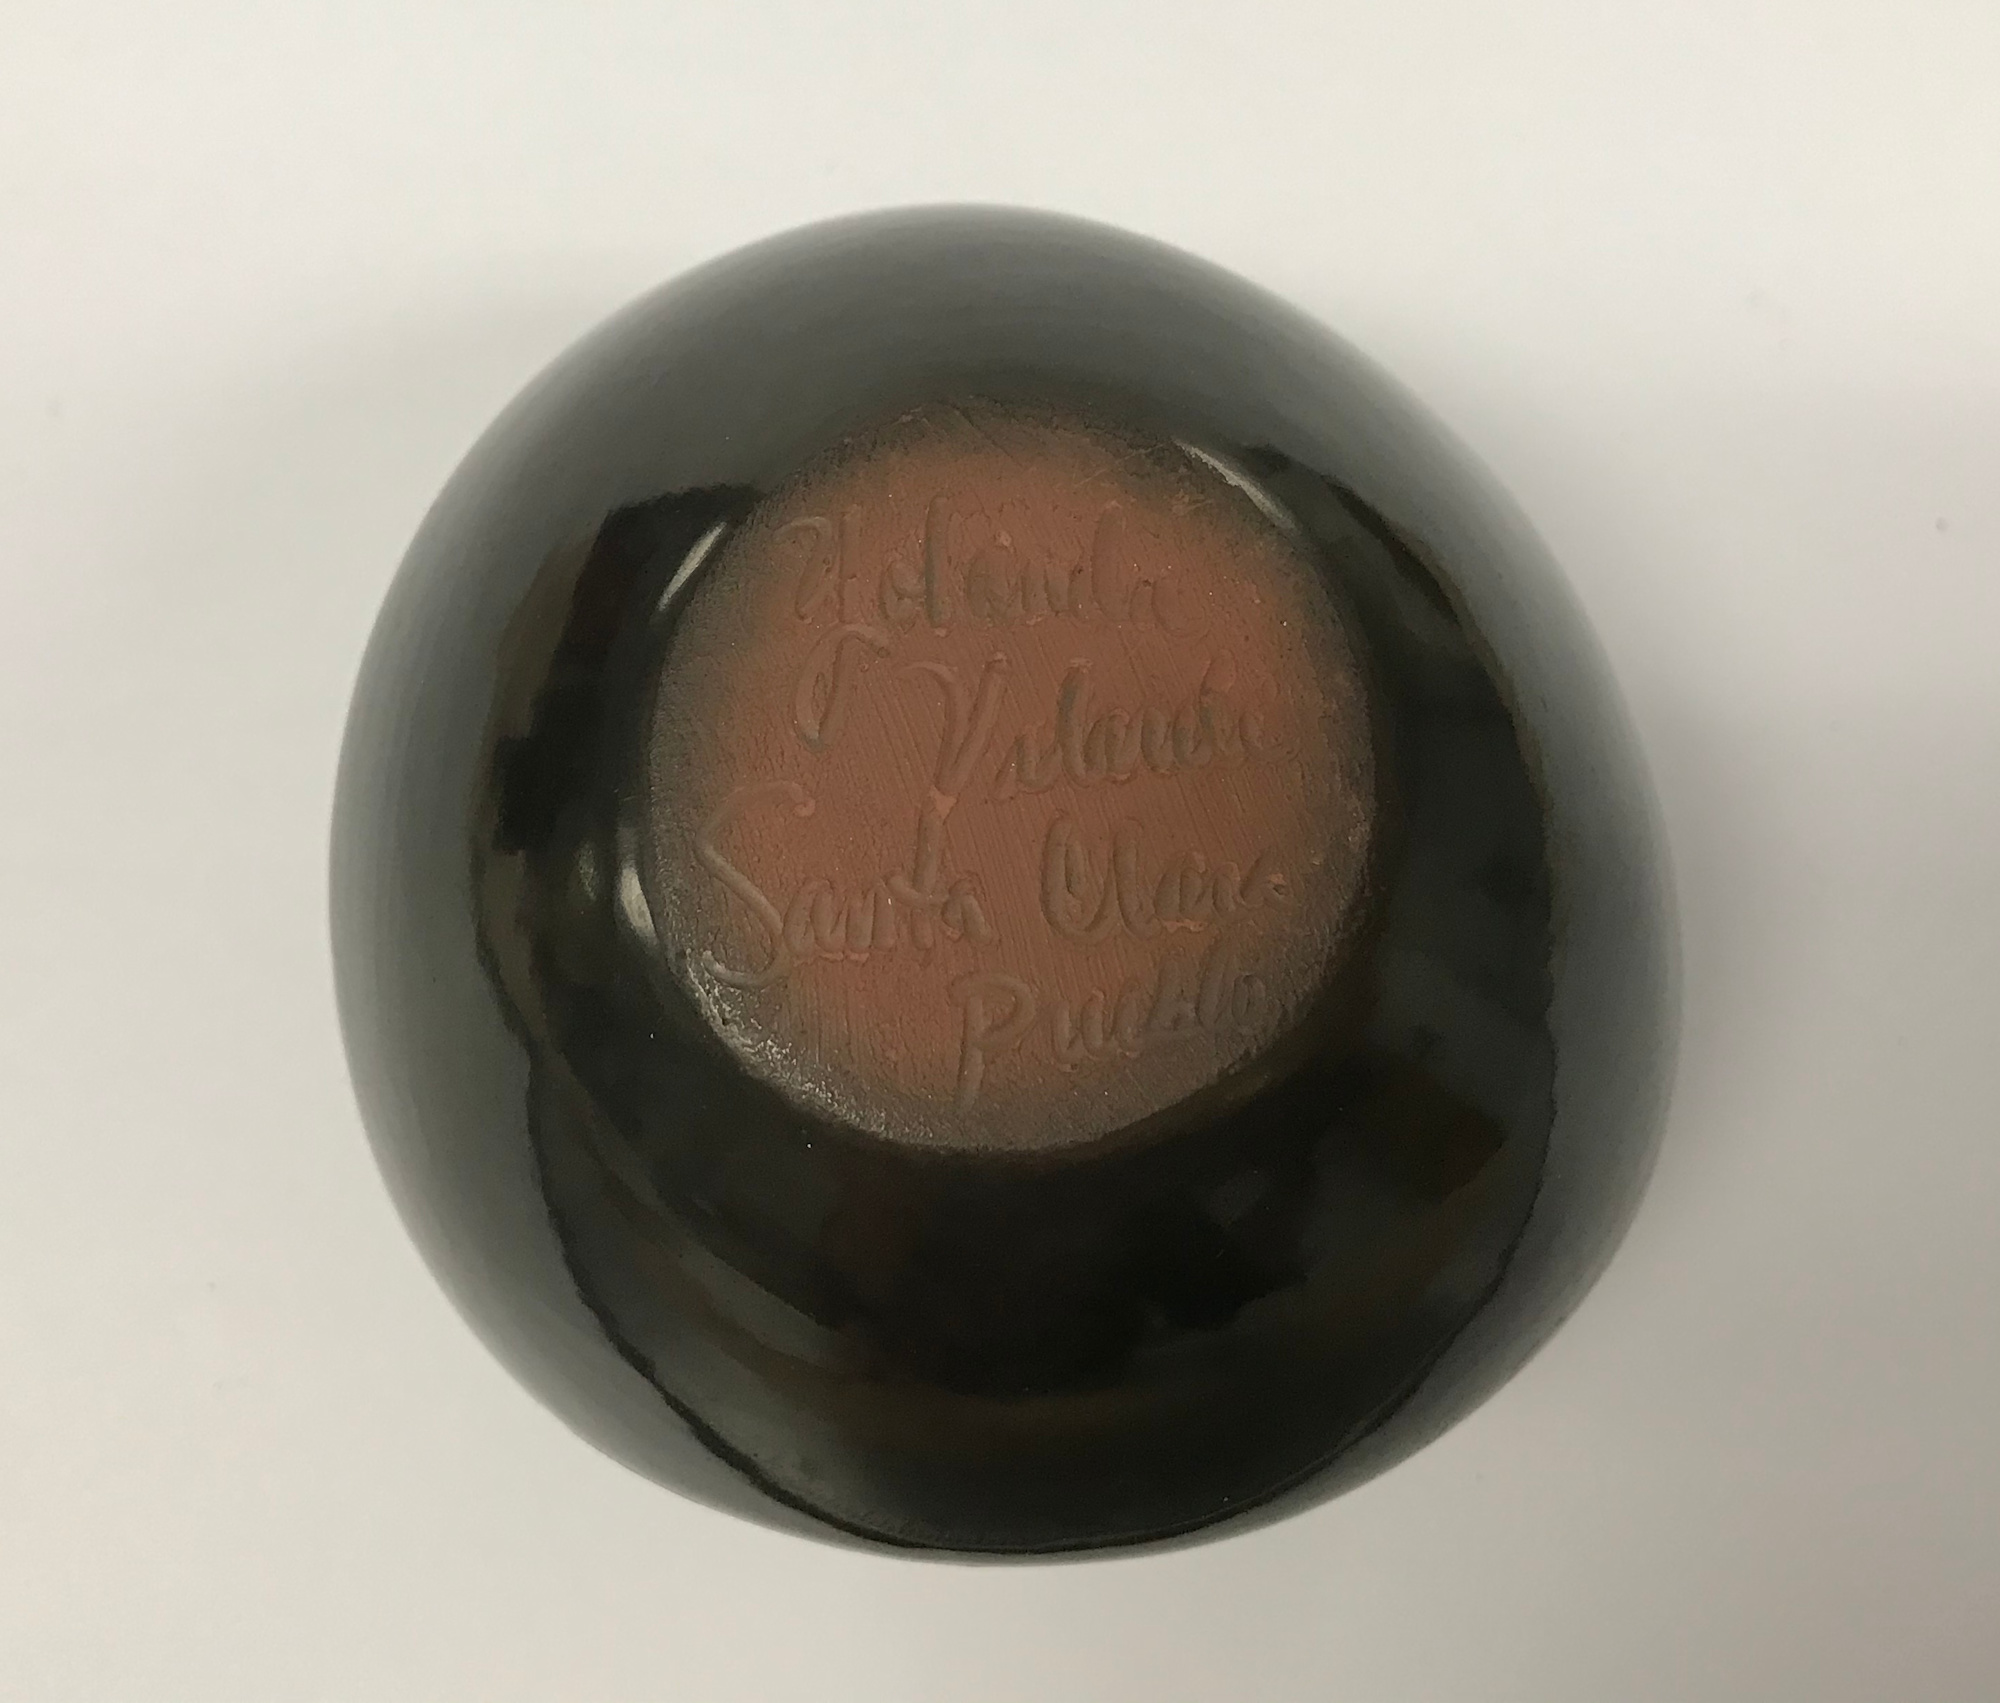 Yolanda
C Velarde
Santa Clara
Pueblo